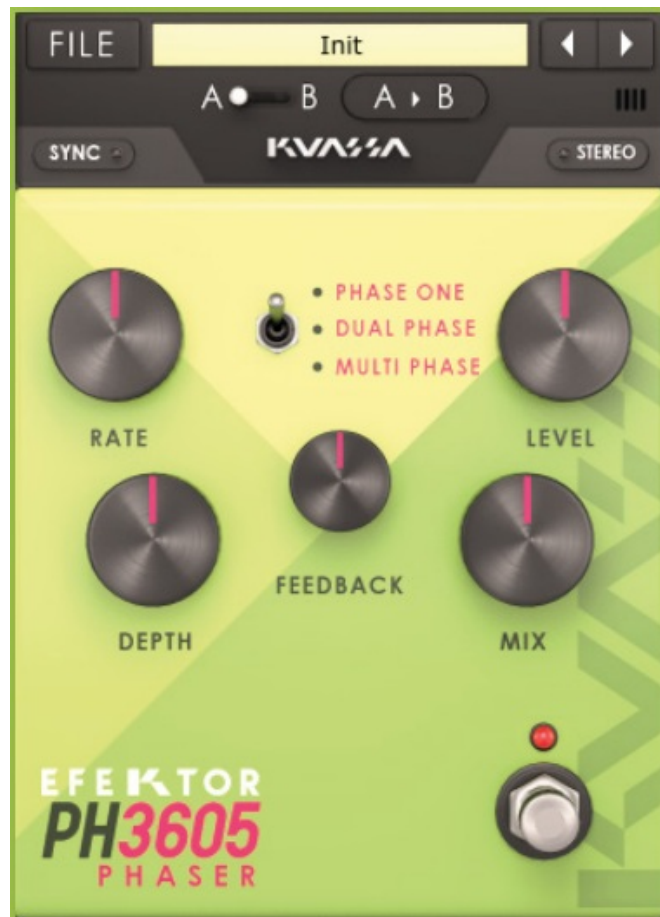 FILE
Init
A B
A ▸ B
SYNC
KVASSA
STEREO
PHASE ONE
DUAL PHASE
MULTI PHASE
RATE
LEVEL
FEEDBACK
DEPTH
MIX
EFEKTOR
PH3605
PHASER